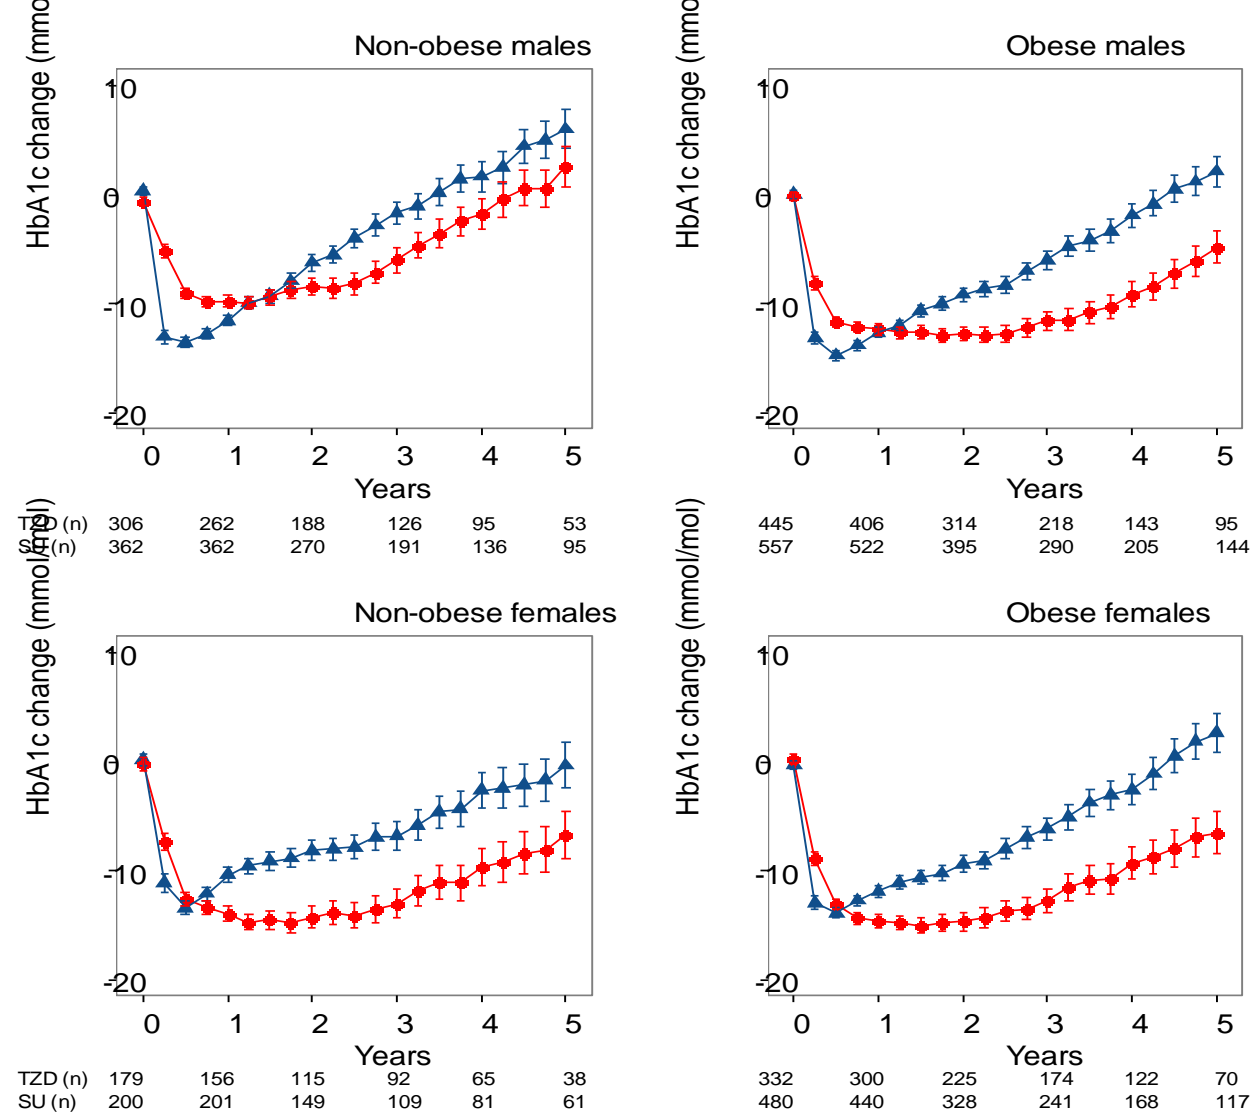 Non-obese males
Obese males
HbA1c change (mmo
HbA1c change (mmo
10
0
-10
-20
10
0
-10
-20
0 1 2 3 4 5
0 1 2 3 4 5
Years
Years
TZD (n) 306 262 188 126 95 53
445 406 314 218 143 95
SU (n) 362 362 270 191 136 95
557 522 395 290 205 144
Non-obese females
Obese females
HbA1c change (mmol/mol)
HbA1c change (mmol/mol)
10
0
-10
-20
10
0
-10
-20
0 1 2 3 4 5
0 1 2 3 4 5
Years
Years
TZD (n) 179 156 115 92 65 38
332 300 225 174 122 70
SU (n) 200 201 149 109 81 61
480 440 328 241 168 117